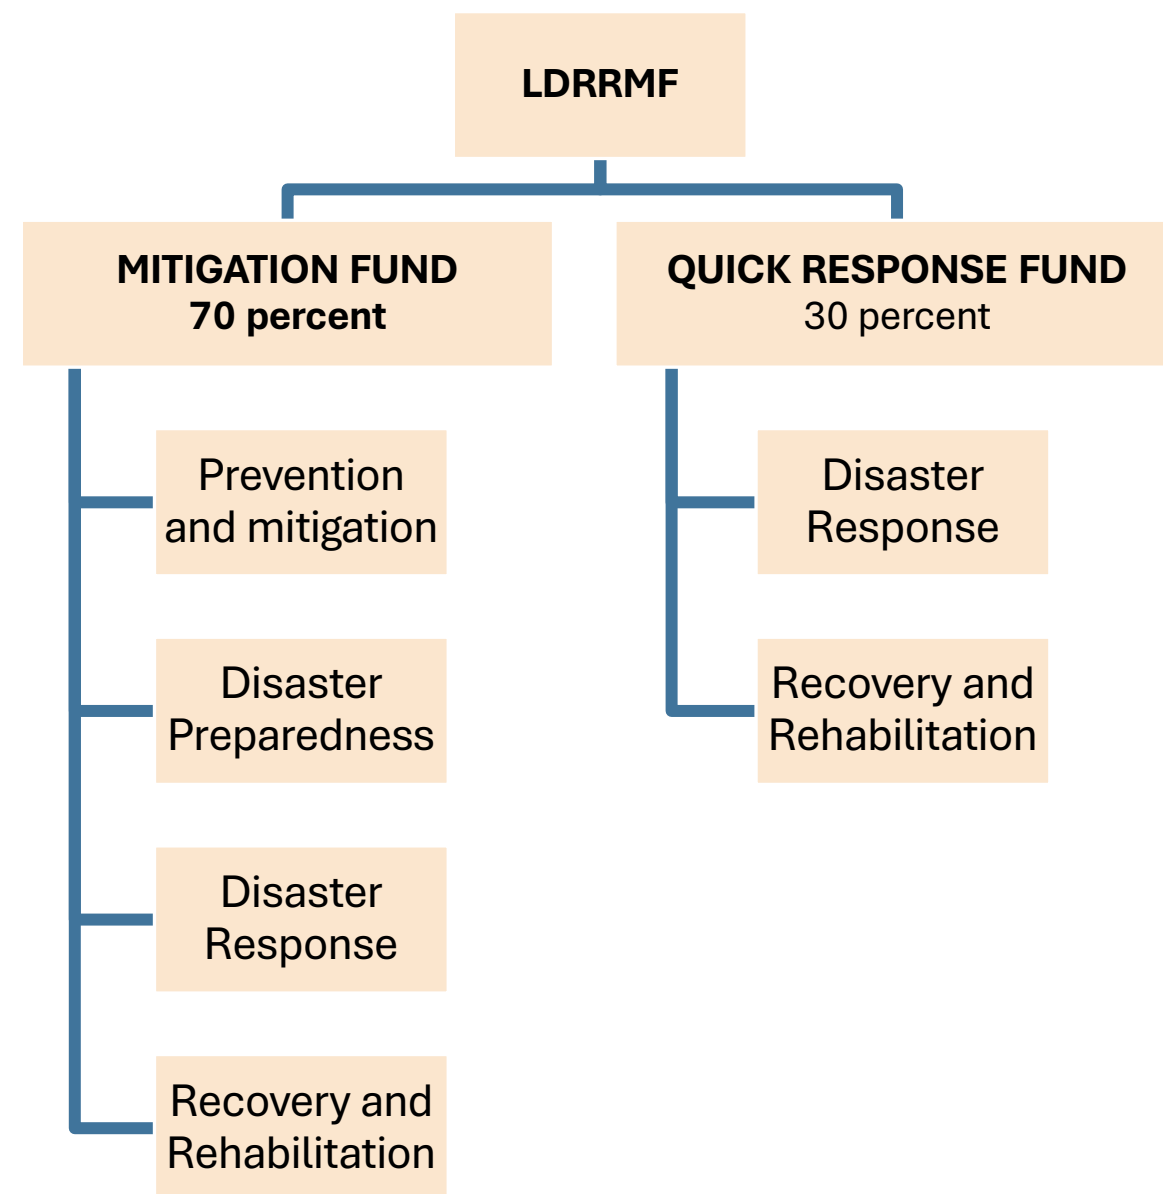 LDRRMF
MITIGATION FUND
70 percent
Prevention
and mitigation
Disaster
Preparedness
Disaster
Response
Recovery and
Rehabilitation
QUICK RESPONSE FUND
30 percent
Disaster
Response
Recovery and
Rehabilitation